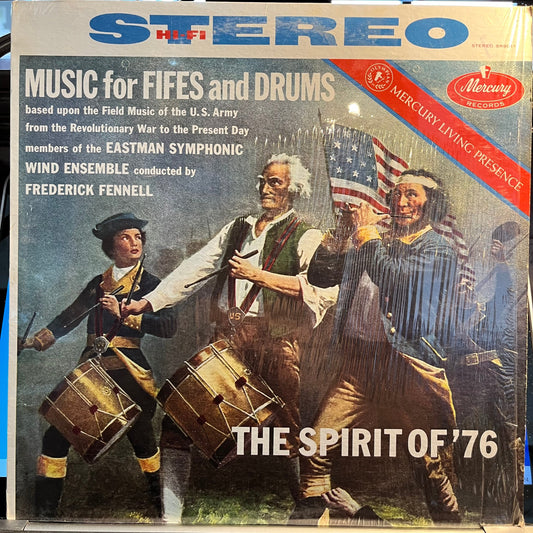 STEREO
HI-FI
MUSIC for FIFES and DRUMS
based upon the Field Music of the U. S. Army
from the Revolutionary War to the Present Day
members of the EASTMAN SYMPHONIC
WIND ENSEMBLE conducted by
FREDERICK FENNELL
MERCURY LIVING PRESENCE
Mercury
RECORDS
US
THE SPIRIT OF '76